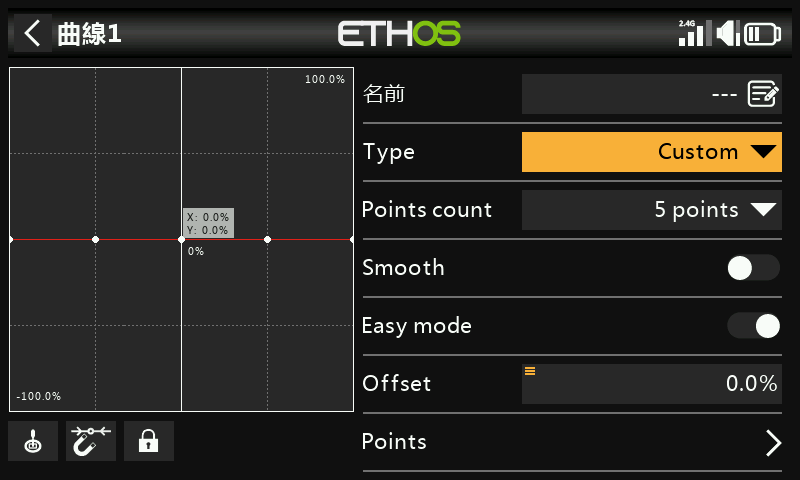 曲線1
ETHOS
2.4G
100.0%
X: 0.0%
Y: 0.0%
0%
-100.0%
名前
---
Type
Custom
Points count
5 points
Smooth
Easy mode
Offset
0.0%
Points